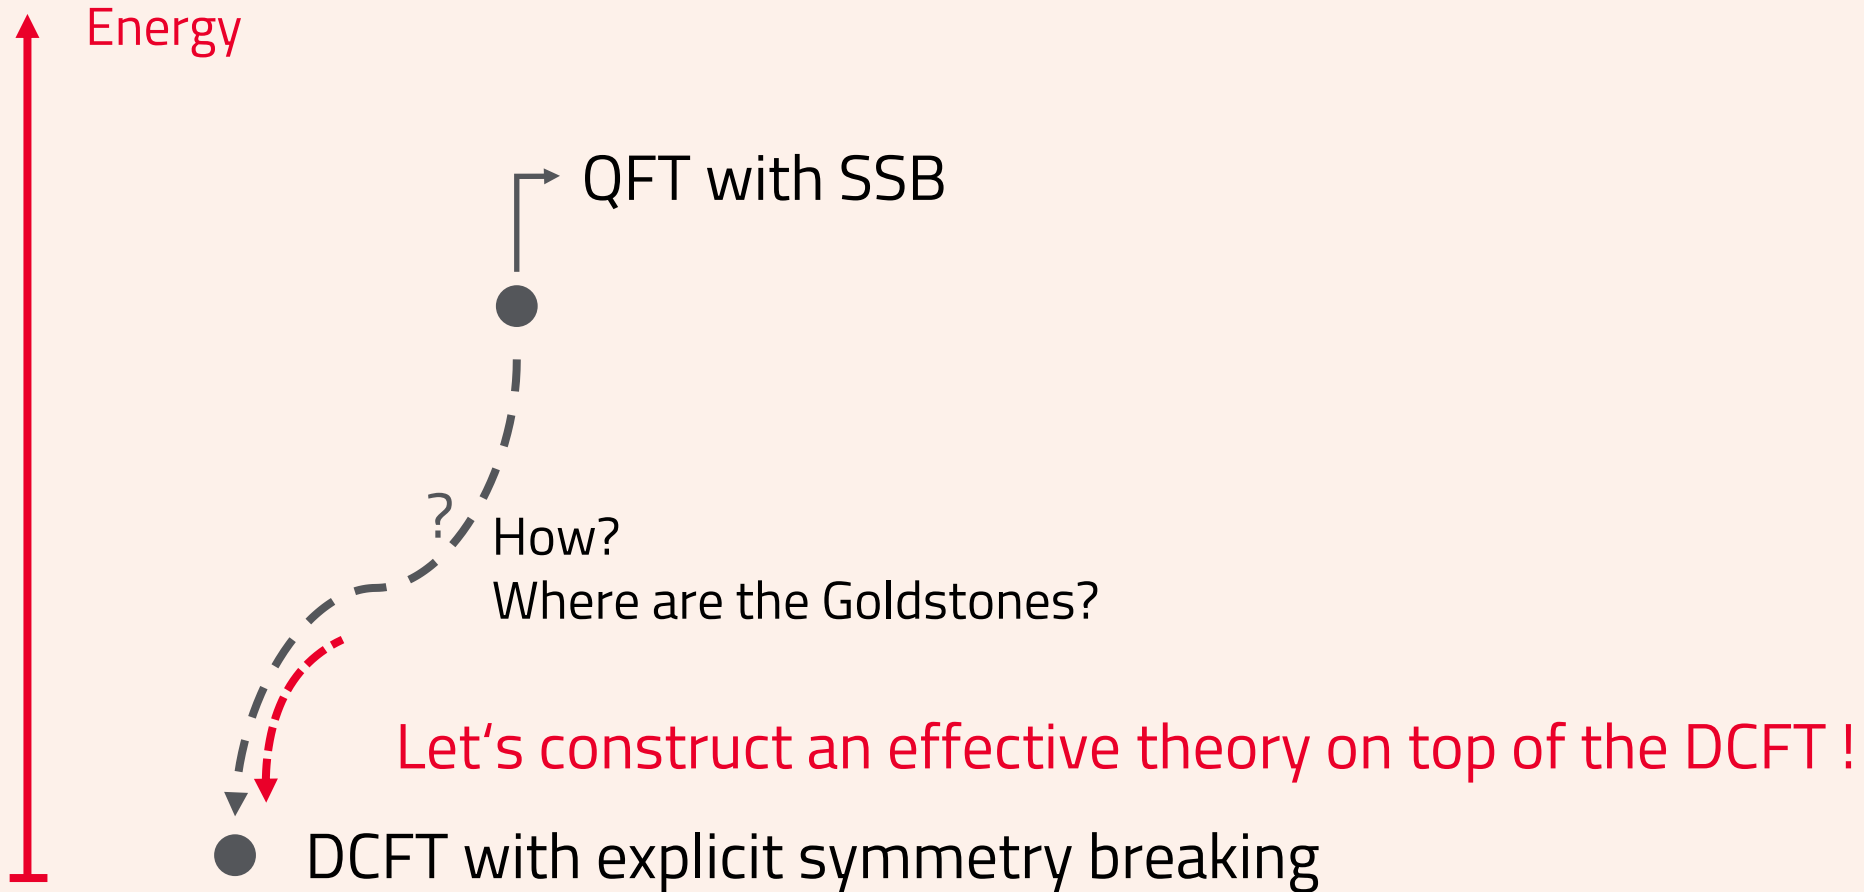 Energy
QFT with SSB
?
How?
Where are the Goldstones?
Let‘s construct an effective theory on top of the DCFT !
DCFT with explicit symmetry breaking